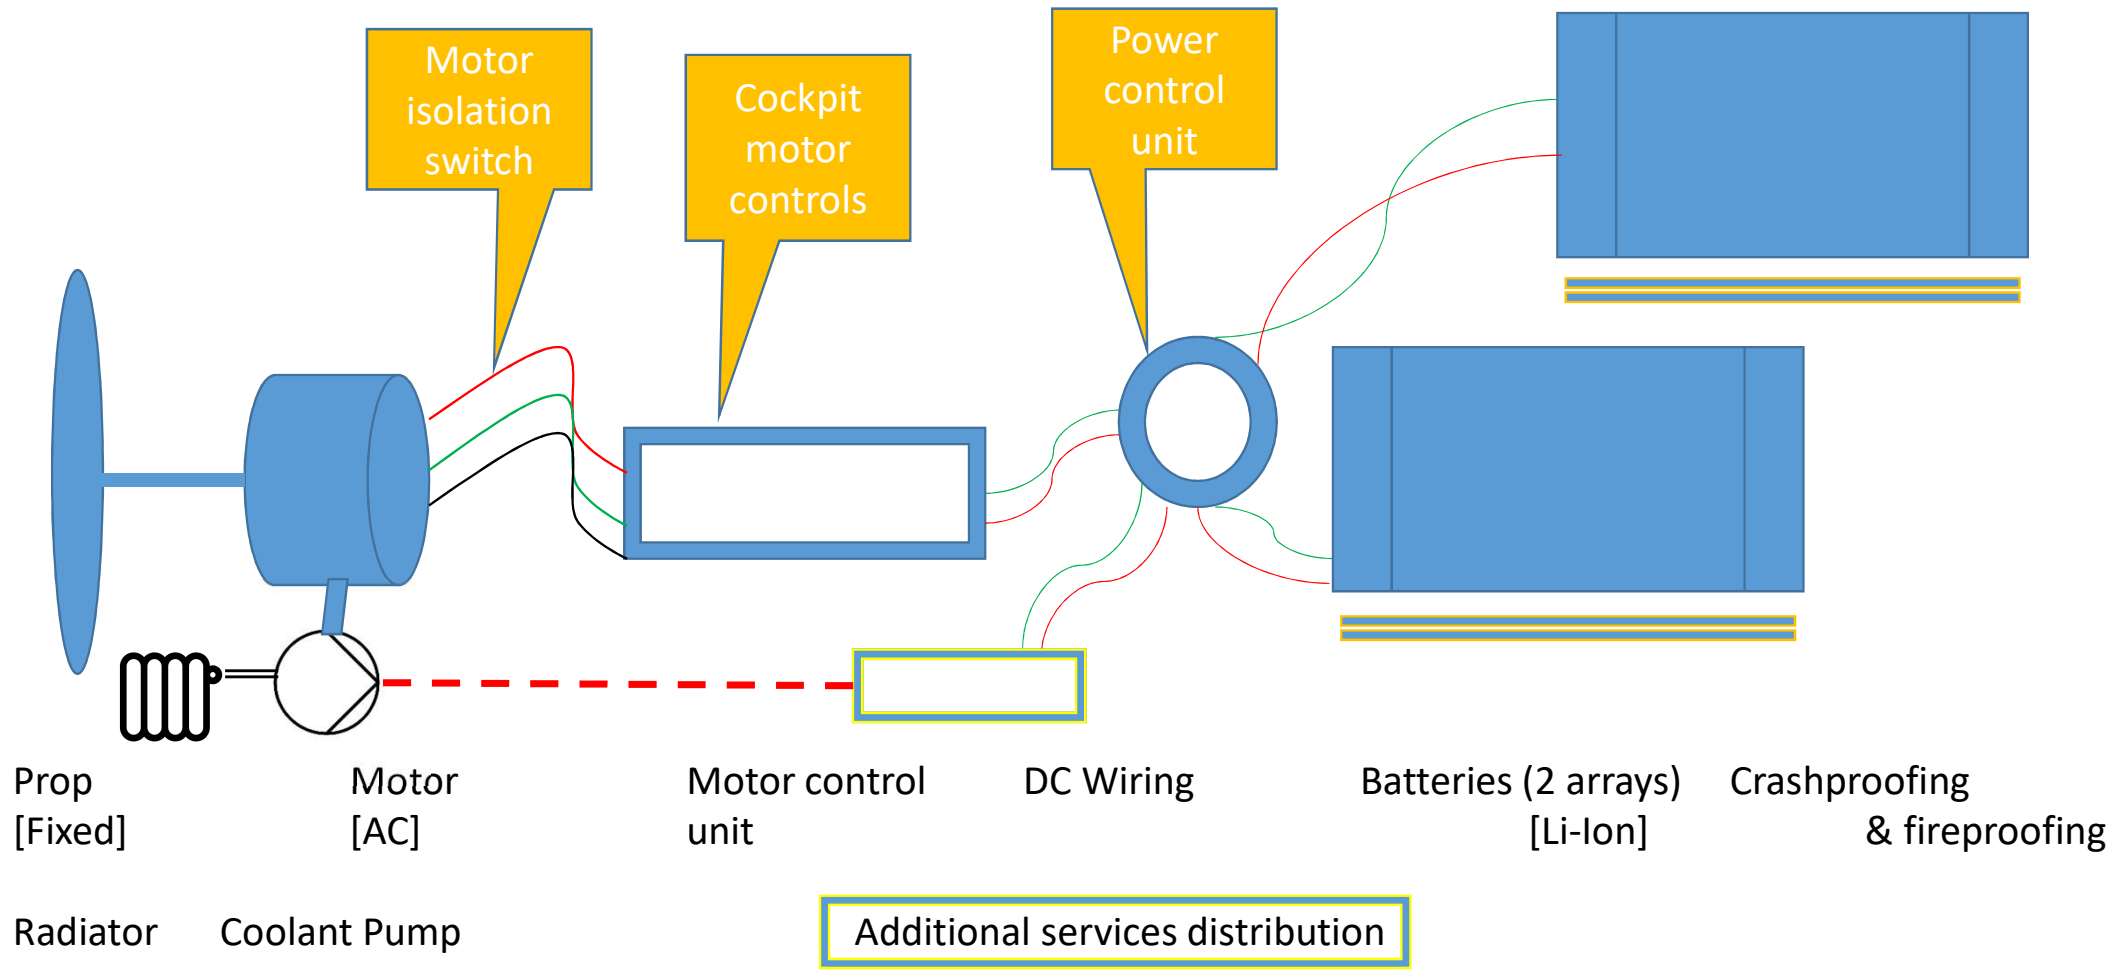 Motor
isolation
switch
Cockpit
motor
controls
Power
control
unit
Prop
[Fixed]
Motor
[AC]
Motor control
unit
DC Wiring
Batteries (2 arrays)
[Li-Ion]
Crashproofing
& fireproofing
Radiator
Coolant Pump
Additional services distribution